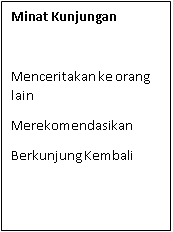 Minat Kunjungan
Menceritakan ke orang
lain
Merekomendasikan
Berkunjung Kembali